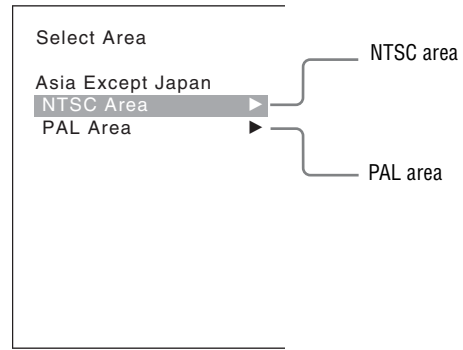 Select Area
NTSC area
Asia Except Japan
NTSC Area ▶
PAL Area ▶
PAL area